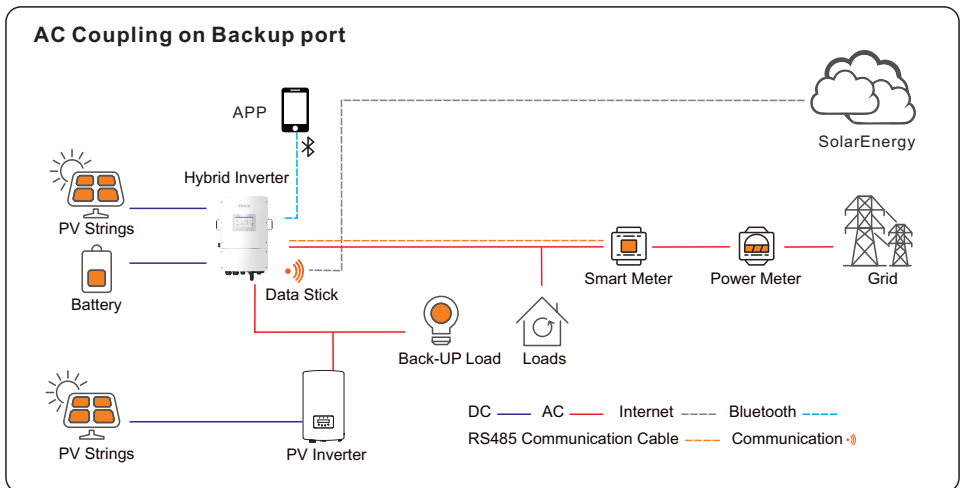 AC Coupling on Backup port
APP
SolarEnergy
Hybrid Inverter
PV Strings
Battery
Data Stick
Smart Meter
Power Meter
Grid
Back-UP Load
Loads
PV Strings
PV Inverter
DC AC Internet Bluetooth
RS485 Communication Cable Communication